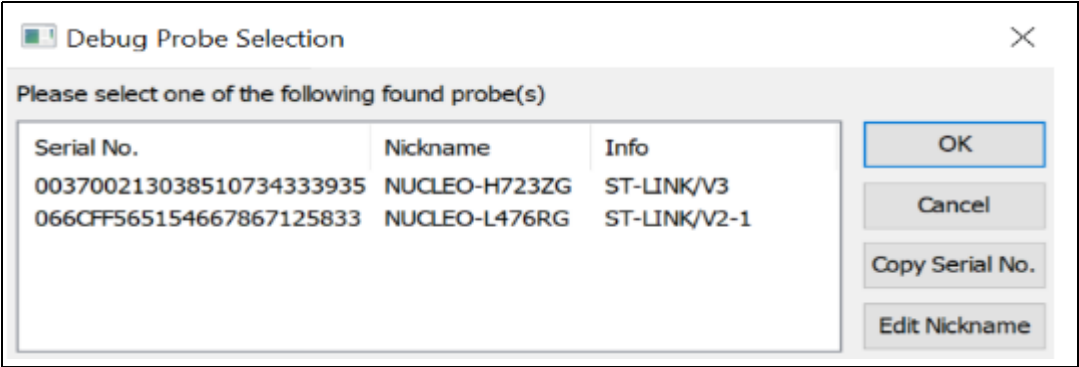 Debug Probe Selection
Please select one of the following found probe(s)
Serial No. Nickname Info
003700213038510734333935 NUCLEO-H723ZG ST-LINK/V3
066CFF565154667867125833 NUCLEO-L476RG ST-LINK/V2-1
OK
Cancel
Copy Serial No.
Edit Nickname